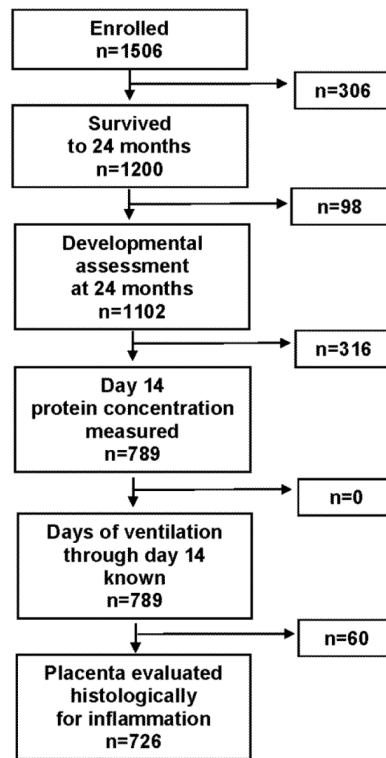 Enrolled
n=1506
n=306
Survived
to 24 months
n=1200
n=98
Developmental
assessment
at 24 months
n=1102
n=316
Day 14
protein concentration
measured
n=789
n=0
Days of ventilation
through day 14
known
n=789
n=60
Placenta evaluated
histologically
for inflammation
n=726